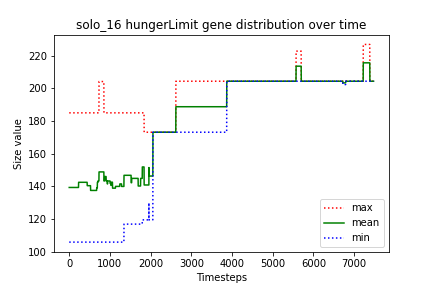 solo_16 hungerLimit gene distribution over time
Size value
220
200
180
160
140
120
100
0 1000 2000 3000 4000 5000 6000 7000
Timesteps
max
mean
min